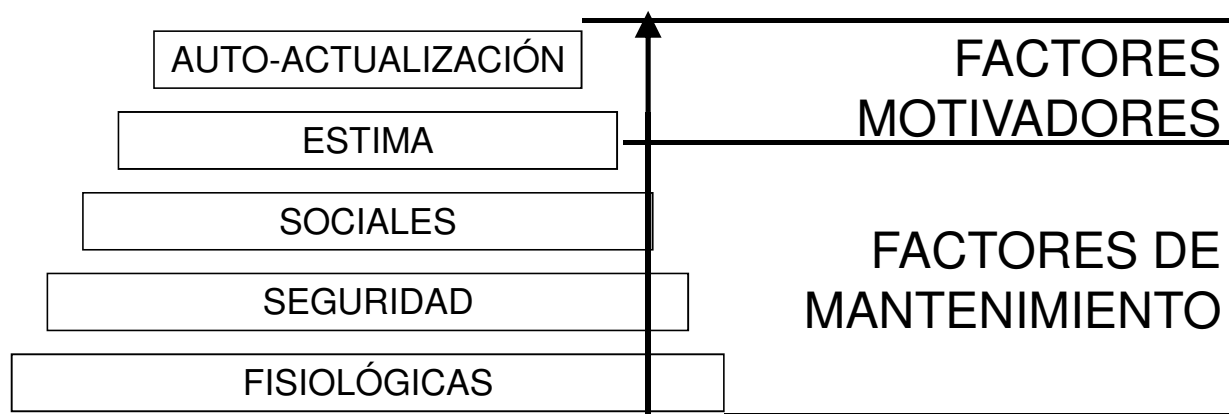 AUTO-ACTUALIZACIÓN
ESTIMA
SOCIALES
SEGURIDAD
FISIOLÓGICAS
FACTORES
MOTIVADORES
FACTORES DE
MANTENIMIENTO